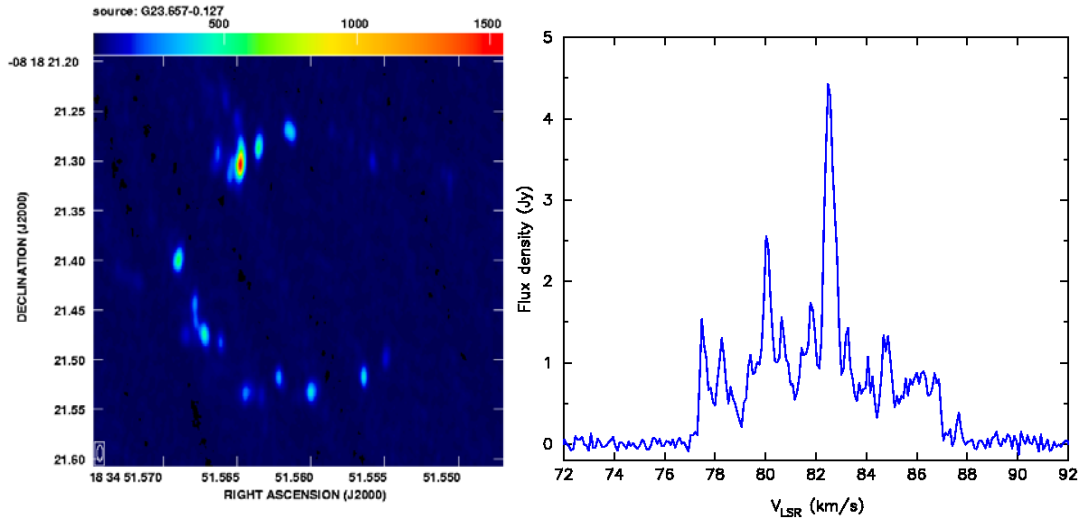 source: G23.657-0.127
500 1000 1500
-08 18 21.20
21.25
21.30
21.35
21.40
21.45
21.50
21.55
21.60
DECLINATION (J2000)
18 34 51.570 51.565 51.560 51.555 51.550
RIGHT ASCENSION (J2000)
5
4
3
2
1
0
Flux density (Jy)
72 74 76 78 80 82 84 86 88 90 92
V_LSR (km/s)